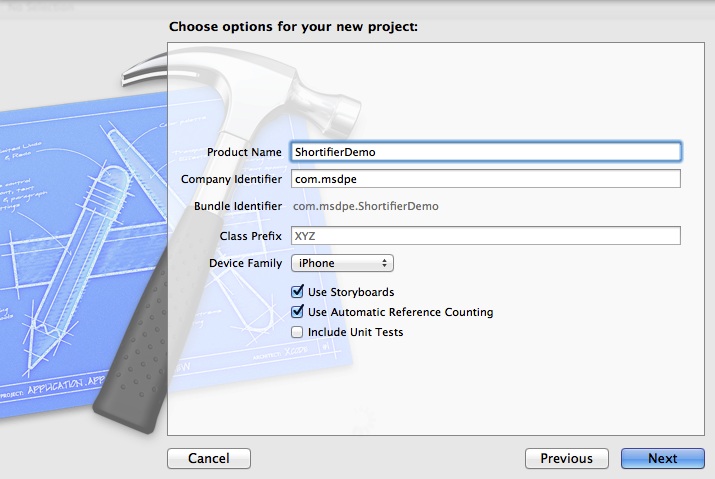 No Selection
Choose options for your new project:
Product Name ShortifierDemo
Company Identifier com.msdpe
Bundle Identifier com.msdpe.ShortifierDemo
Class Prefix XYZ
Device Family iPhone
Use Storyboards
Use Automatic Reference Counting
Include Unit Tests
PROJECT: APPLICATION.APP
Cancel Previous Next